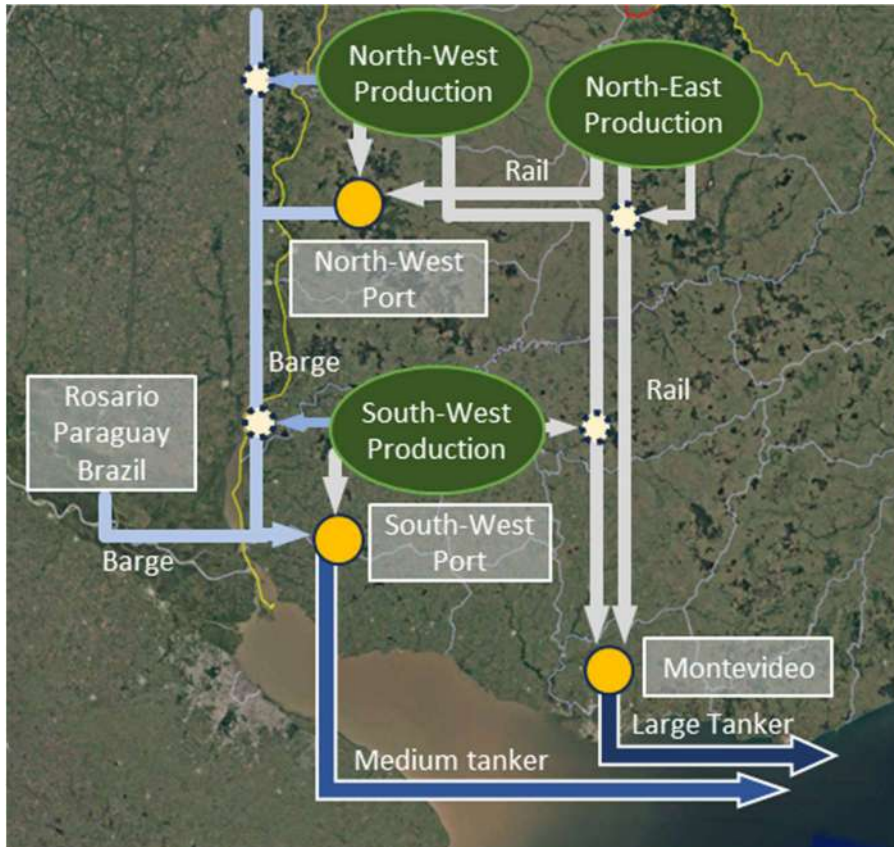 North-West
Production
North-East
Production
Rail
North-West
Port
Barge
Rosario
Paraguay
Brazil
South-West
Production
Rail
South-West
Port
Barge
Montevideo
Large Tanker
Medium tanker